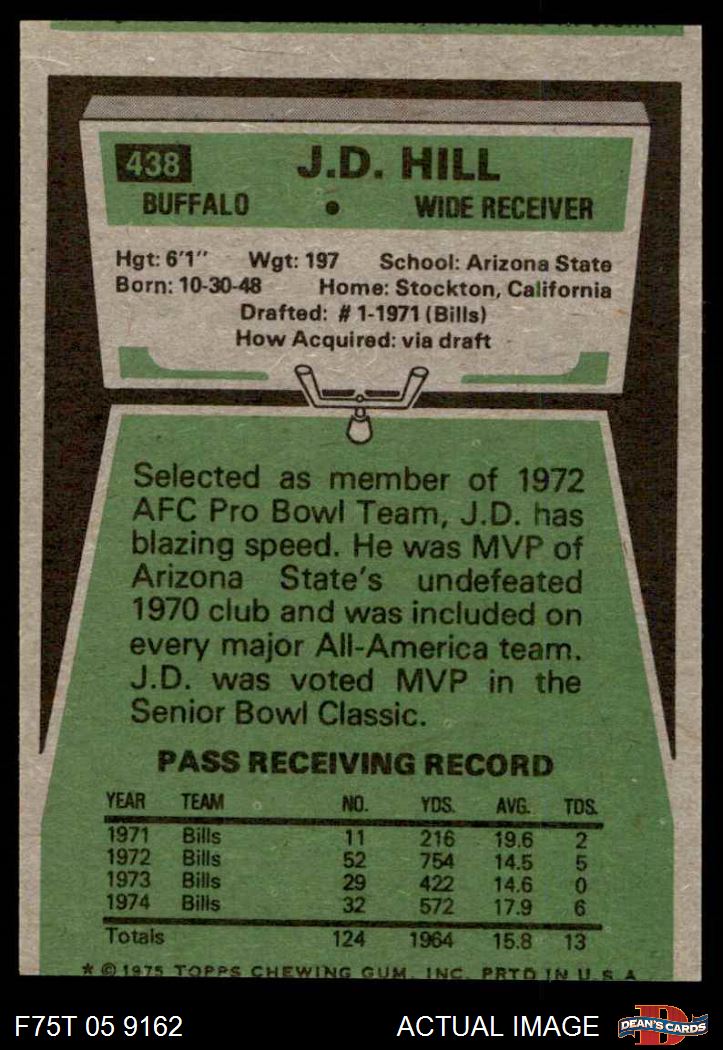 438 J.D. HILL
BUFFALO • WIDE RECEIVER
Hgt: 6'1" Wgt: 197 School: Arizona State
Born: 10-30-48 Home: Stockton, California
Drafted: #1-1971 (Bills)
How Acquired: via draft
Selected as member of 1972
AFC Pro Bowl Team, J.D. has
blazing speed. He was MVP of
Arizona State's undefeated
1970 club and was included on
every major All-America team.
J.D. was voted MVP in the
Senior Bowl Classic.
PASS RECEIVING RECORD
YEAR TEAM NO. YDS. AVG. TDS.
1971 Bills 11 216 19.6 2
1972 Bills 52 754 14.5 5
1973 Bills 29 422 14.6 0
1974 Bills 32 572 17.9 6
Totals 124 1964 15.8 13
* © 1975 TOPPS CHEWING GUM, INC. PRTD IN U.S.A.
F75T 05 9162 ACTUAL IMAGE DEAN'S CARDS